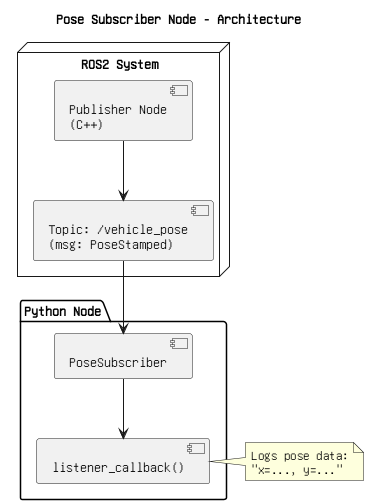 Pose Subscriber Node - Architecture
ROS2 System
Publisher Node
(C++)
Topic: /vehicle_pose
(msg: PoseStamped)
Python Node
PoseSubscriber
listener_callback()
Logs pose data:
"x=..., y=..."